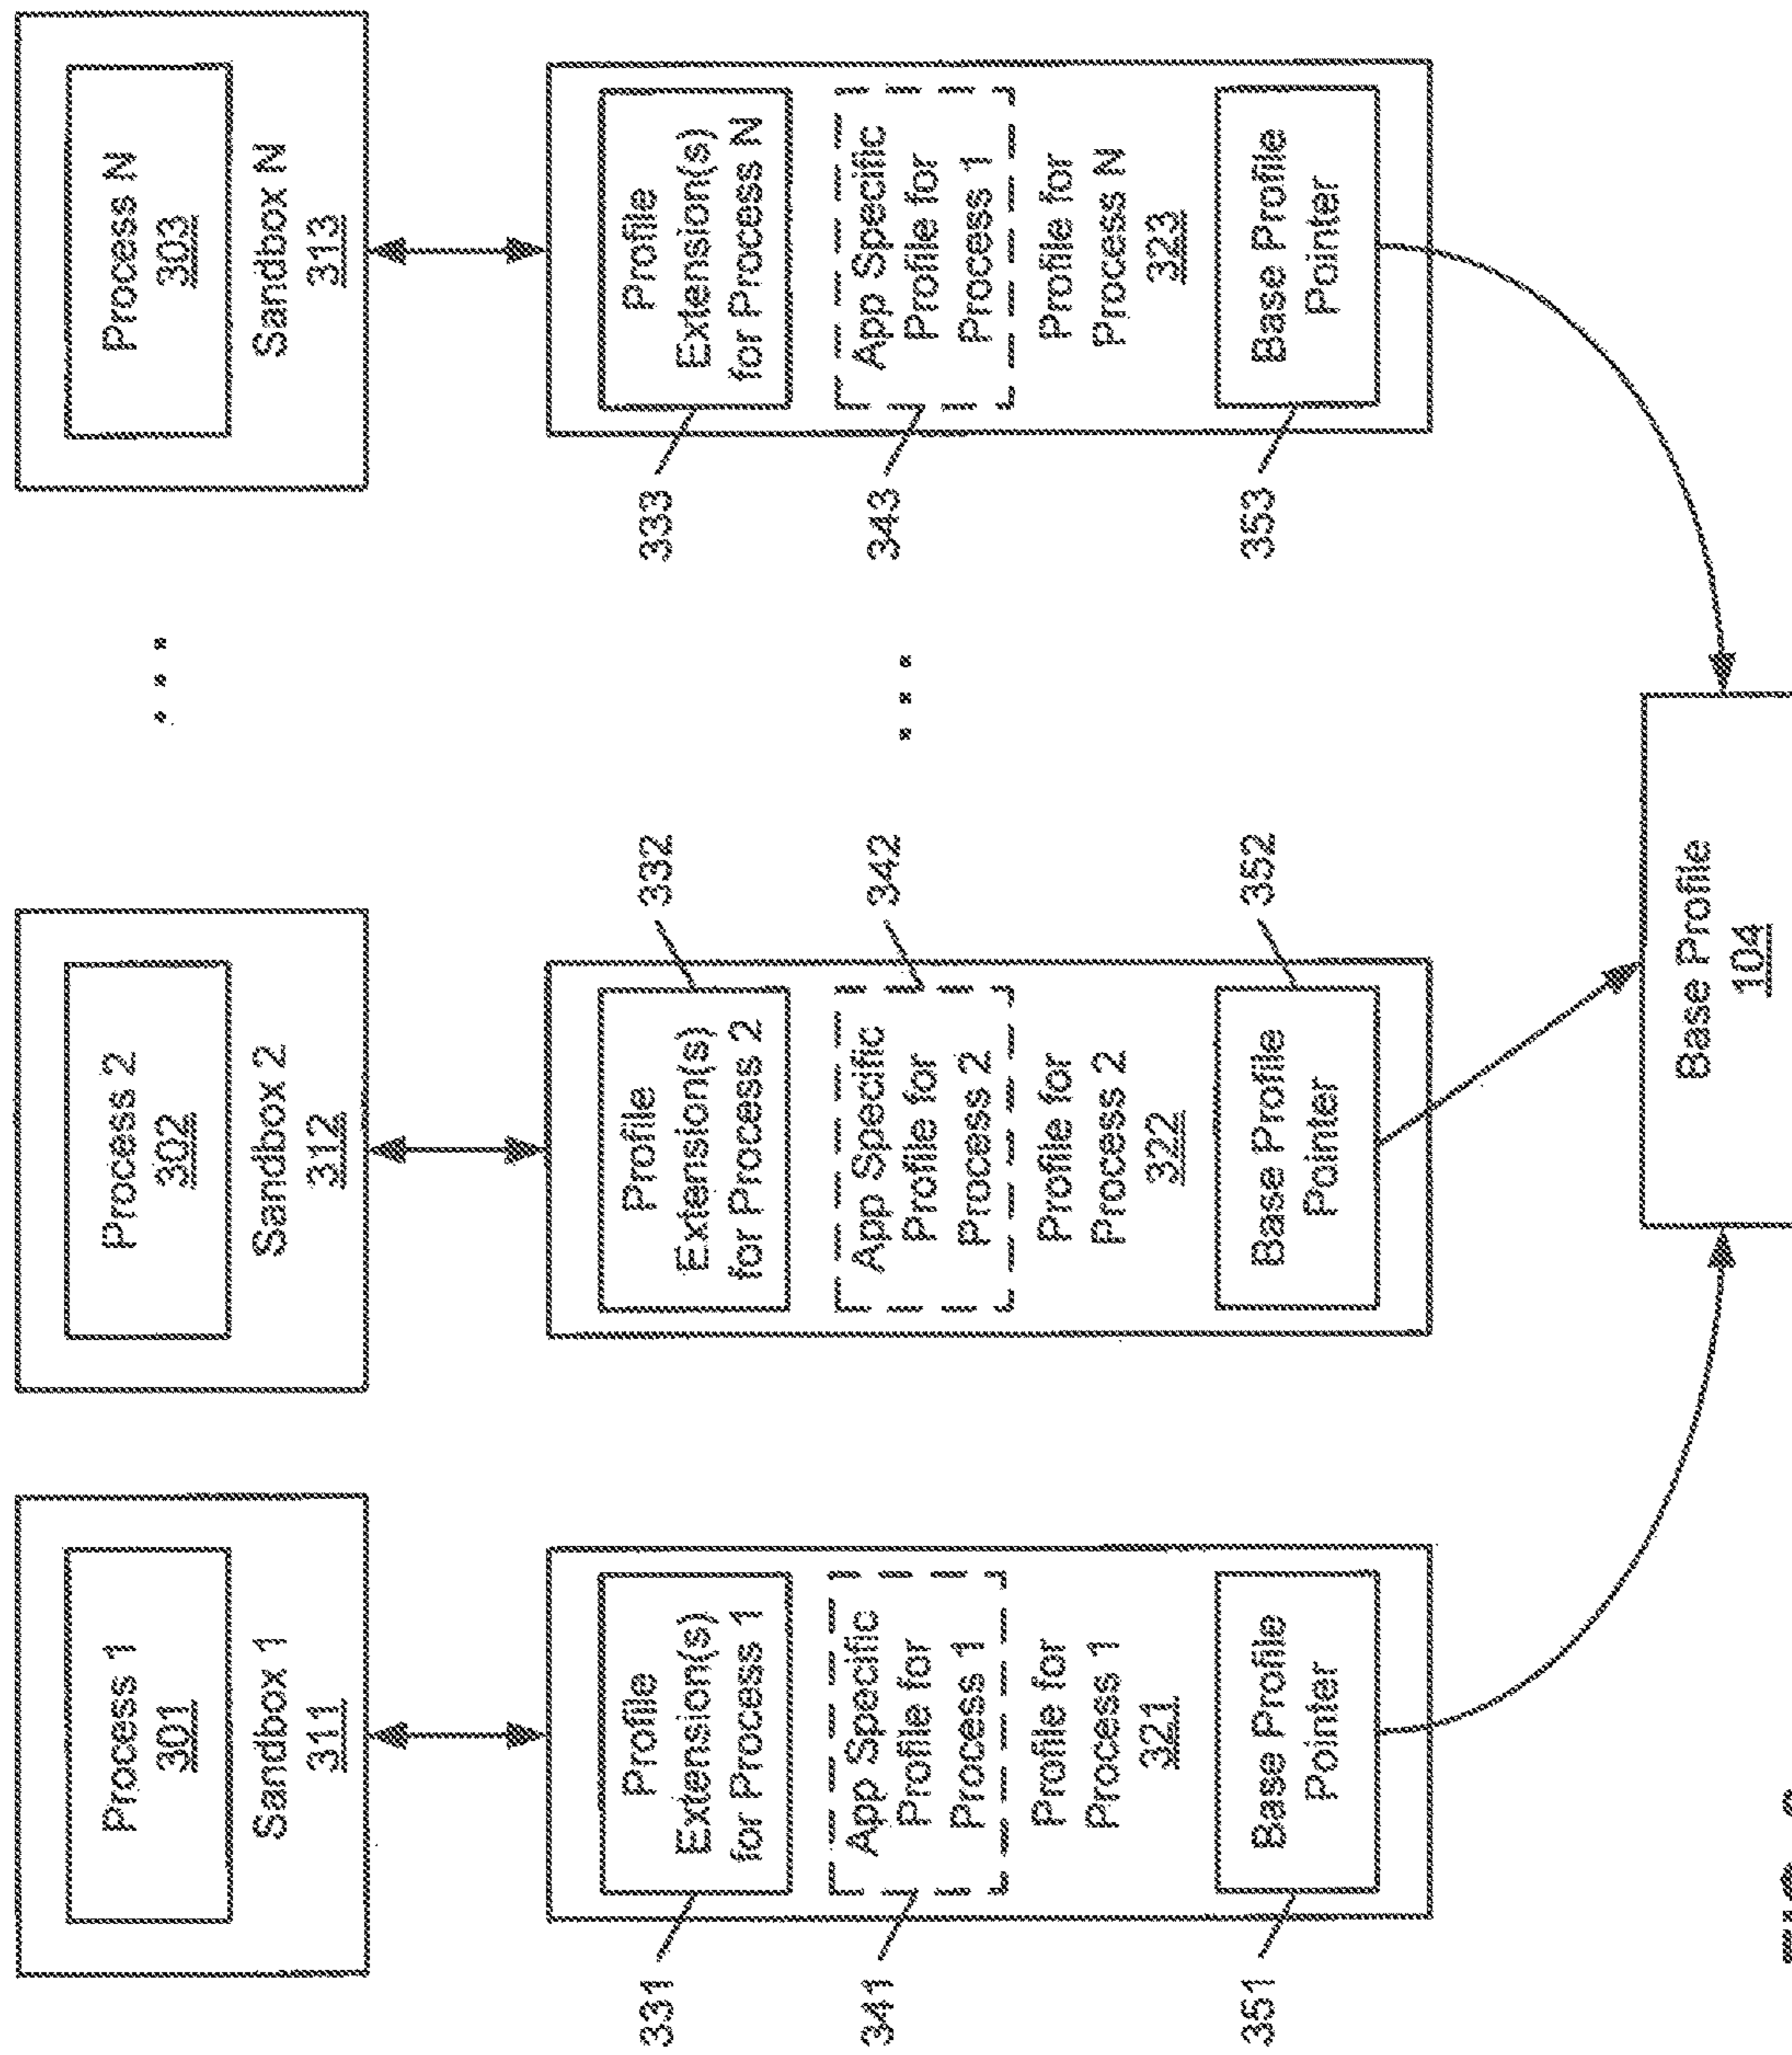 Process 1
301
Sandbox 1
311
Process 2
302
Sandbox 2
312
Process N
303
Sandbox N
313
331
Profile
Extension(s)
for Process 1
341
App Specific
Profile for
Process 1
Profile for
Process 1
321
351
Base Profile
Pointer
Profile
Extension(s)
for Process 2
332
App Specific
Profile for
Process 2
342
Profile for
Process 2
322
Base Profile
Pointer
352
333
Profile
Extension(s)
for Process N
343
App Specific
Profile for
Process 1
Profile for
Process N
323
353
Base Profile
Pointer
Base Profile
104